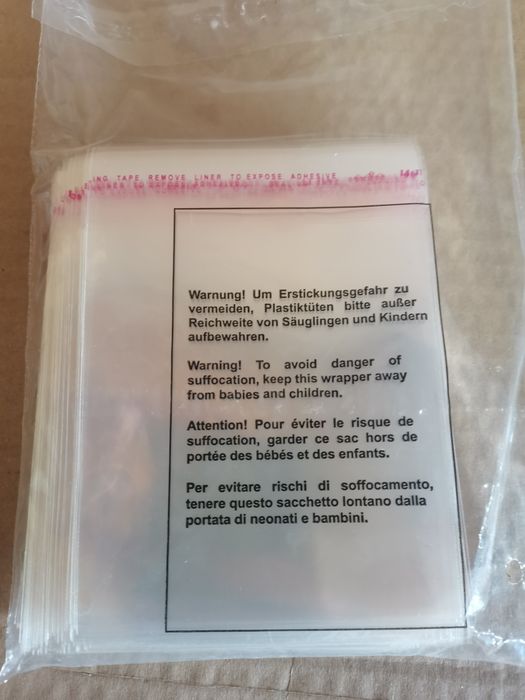 ING TAPE REMOVE LINER TO EXPOSE ADHESIVE
Warnung! Um Erstickungsgefahr zu
vermeiden, Plastiktüten bitte außer
Reichweite von Säuglingen und Kindern
aufbewahren.
Warning! To avoid danger of
suffocation, keep this wrapper away
from babies and children.
Attention! Pour éviter le risque de
suffocation, garder ce sac hors de
portée des bébés et des enfants.
Per evitare rischi di soffocamento,
tenere questo sacchetto lontano dalla
portata di neonati e bambini.